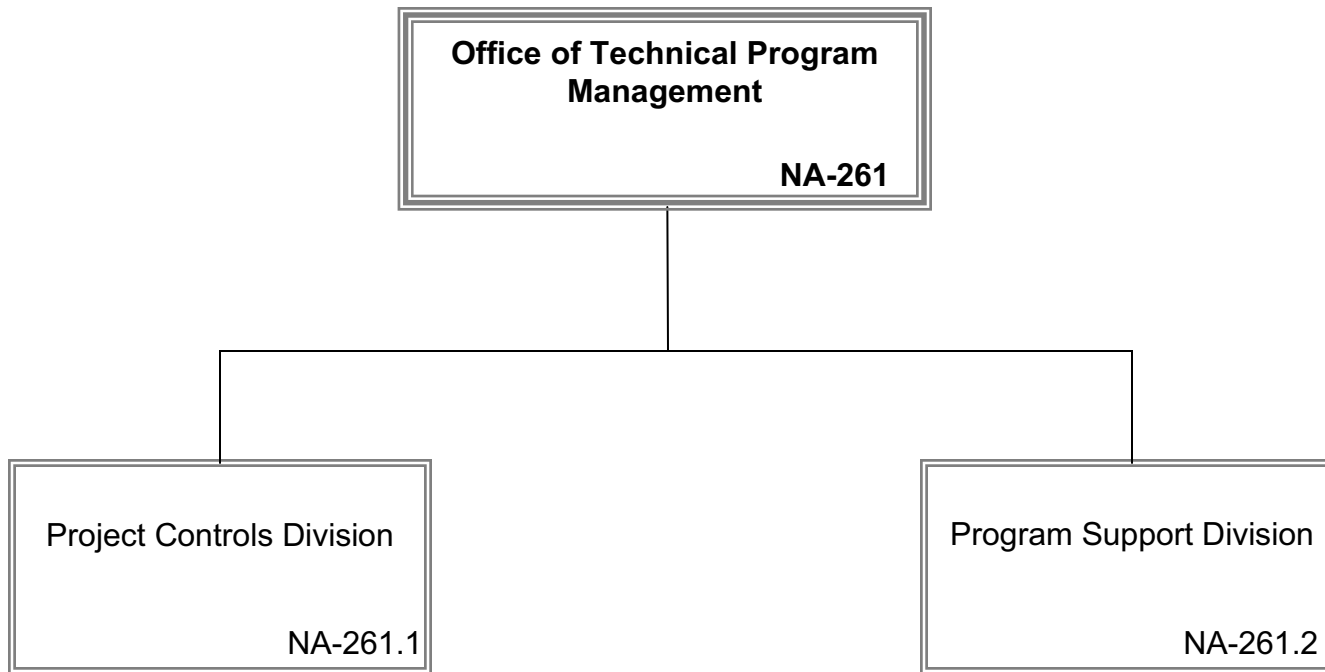 Office of Technical Program
Management
NA-261
Project Controls Division
NA-261.1
Program Support Division
NA-261.2